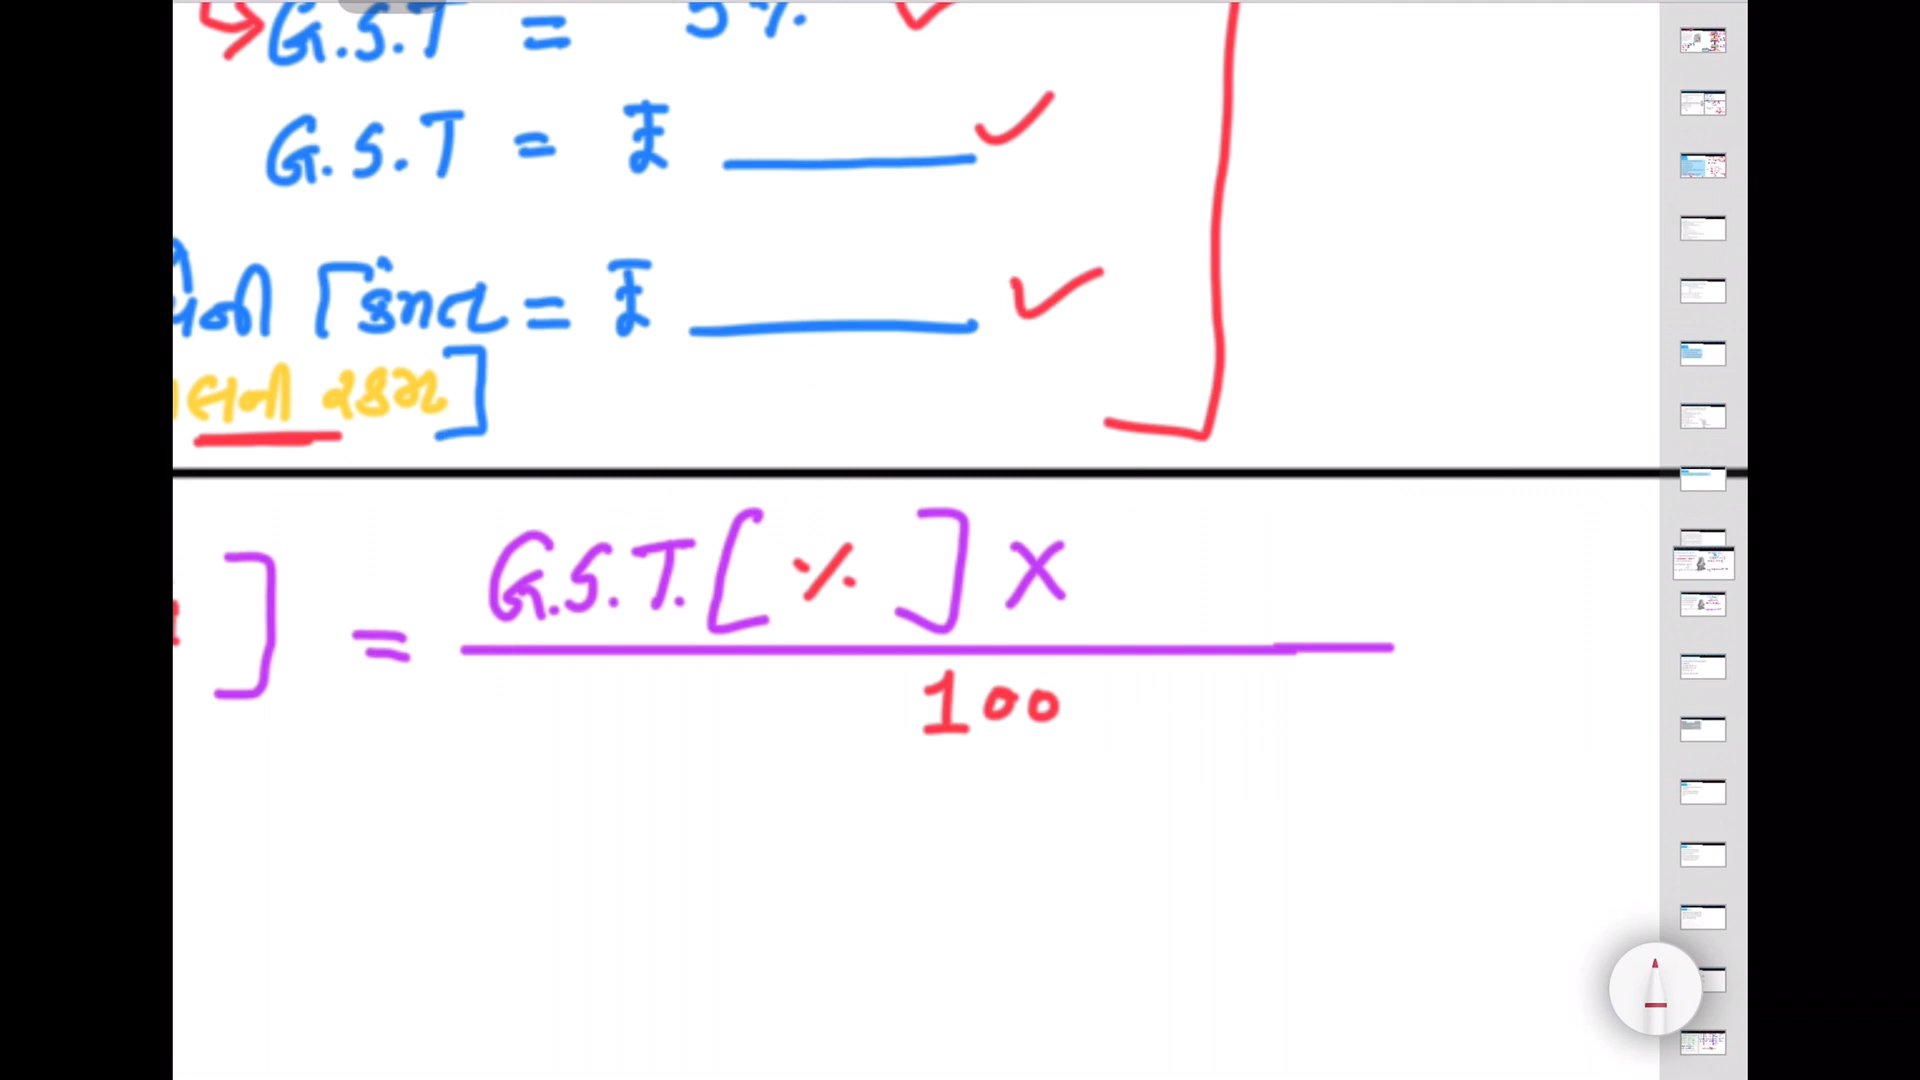 G.S.T = 5%.
G.S.T = ₹ ______
ની [કિંમત = ₹ ______
લની રકમ]
] = G.S.T. [ % ] X
100